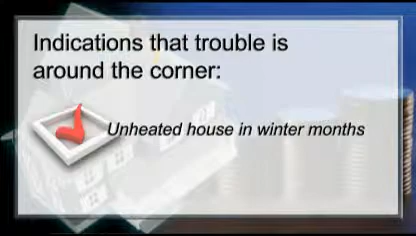 Indications that trouble is
around the corner:
Unheated house in winter months